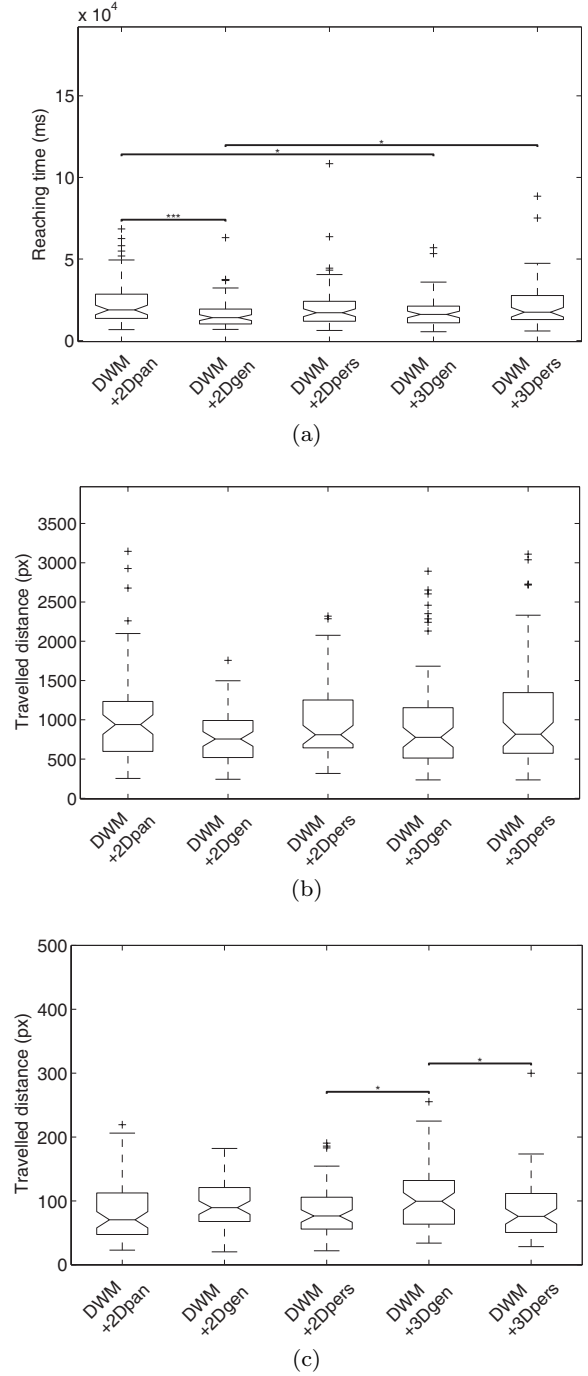 x 10⁴
15
10
5
0
Reaching time (ms)
*
*
***
DWM +2Dpan
DWM +2Dgen
DWM +2Dpers
DWM +3Dgen
DWM +3Dpers
(a)
3500
3000
2500
2000
1500
1000
500
0
Travelled distance (px)
DWM +2Dpan
DWM +2Dgen
DWM +2Dpers
DWM +3Dgen
DWM +3Dpers
(b)
500
400
300
200
100
0
Travelled distance (px)
*
*
DWM +2Dpan
DWM +2Dgen
DWM +2Dpers
DWM +3Dgen
DWM +3Dpers
(c)